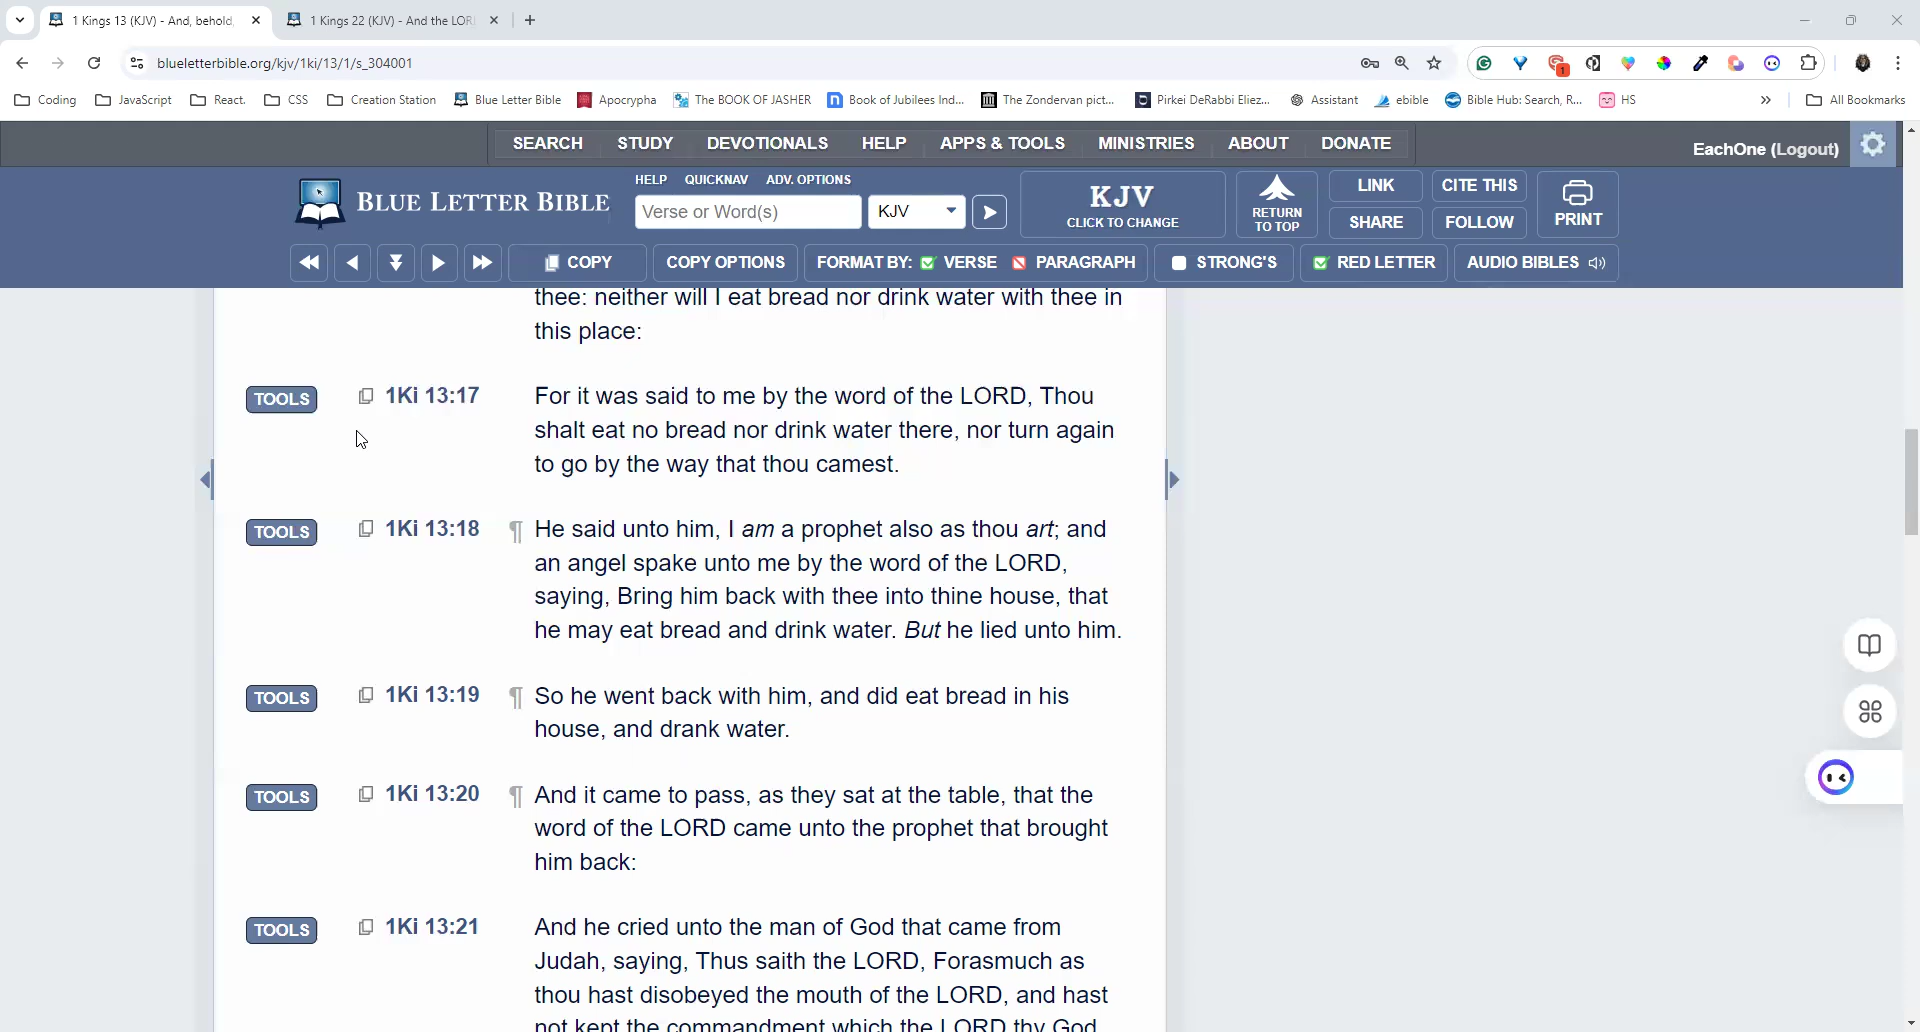 1 Kings 13 (KJV) - And, behold,
1 Kings 22 (KJV) - And the LOR
blueletterbible.org/kjv/1ki/13/1/s_304001
1
Coding
JavaScript
React.
CSS
Creation Station
Blue Letter Bible
Apocrypha
The BOOK OF JASHER
Book of Jubilees Ind...
The Zondervan pict...
Pirkei DeRabbi Eliez...
Assistant
ebible
Bible Hub: Search, R...
HS
All Bookmarks
SEARCH
STUDY
DEVOTIONALS
HELP
APPS & TOOLS
MINISTRIES
ABOUT
DONATE
EachOne (Logout)
BLUE LETTER BIBLE
HELP
QUICKNAV
ADV. OPTIONS
Verse or Word(s)
KJV
KJV
CLICK TO CHANGE
RETURN
TO TOP
LINK
CITE THIS
SHARE
FOLLOW
PRINT
COPY
COPY OPTIONS
FORMAT BY:
VERSE
PARAGRAPH
STRONG'S
RED LETTER
AUDIO BIBLES
thee: neither will I eat bread nor drink water with thee in
this place:
TOOLS
1Ki 13:17
For it was said to me by the word of the LORD, Thou
shalt eat no bread nor drink water there, nor turn again
to go by the way that thou camest.
TOOLS
1Ki 13:18
¶ He said unto him, I am a prophet also as thou art; and
an angel spake unto me by the word of the LORD,
saying, Bring him back with thee into thine house, that
he may eat bread and drink water. But he lied unto him.
TOOLS
1Ki 13:19
¶ So he went back with him, and did eat bread in his
house, and drank water.
TOOLS
1Ki 13:20
¶ And it came to pass, as they sat at the table, that the
word of the LORD came unto the prophet that brought
him back:
TOOLS
1Ki 13:21
And he cried unto the man of God that came from
Judah, saying, Thus saith the LORD, Forasmuch as
thou hast disobeyed the mouth of the LORD, and hast
not kept the commandment which the LORD thy God